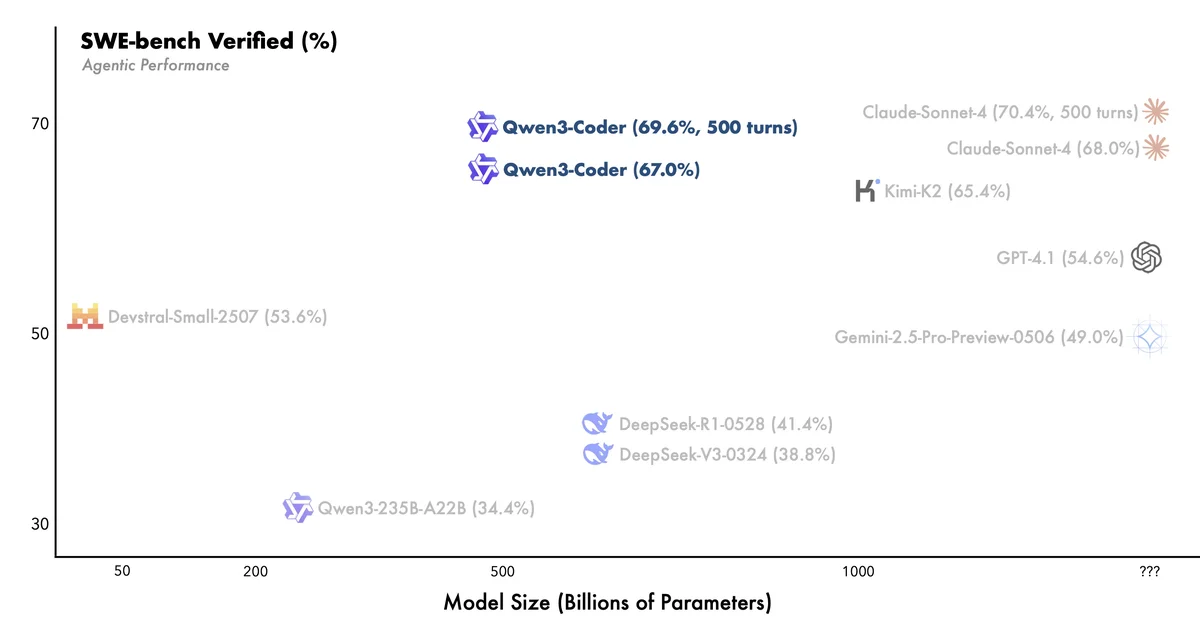 SWE-bench Verified (%)
Agentic Performance
70
Claude-Sonnet-4 (70.4%, 500 turns)
Qwen3-Coder (69.6%, 500 turns)
Claude-Sonnet-4 (68.0%)
Qwen3-Coder (67.0%)
Kimi-K2 (65.4%)
GPT-4.1 (54.6%)
Devstral-Small-2507 (53.6%)
50
Gemini-2.5-Pro-Preview-0506 (49.0%)
DeepSeek-R1-0528 (41.4%)
DeepSeek-V3-0324 (38.8%)
Qwen3-235B-A22B (34.4%)
30
50 200 500 1000 ???
Model Size (Billions of Parameters)